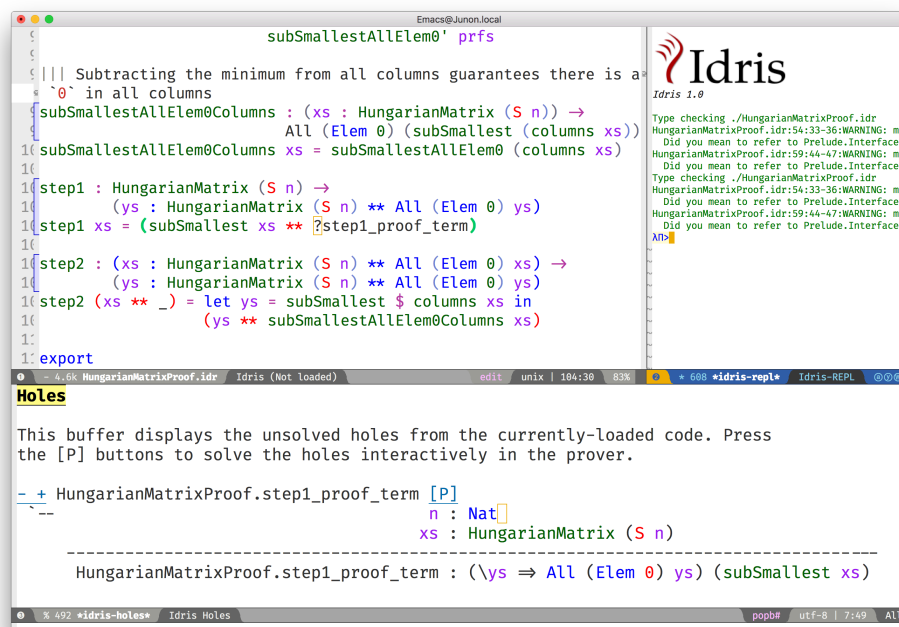 Emacs@Junon.local
subSmallestAllElem0' prfs
||| Subtracting the minimum from all columns guarantees there is a
`0` in all columns
subSmallestAllElem0Columns : (xs : HungarianMatrix (S n)) →
All (Elem 0) (subSmallest (columns xs))
subSmallestAllElem0Columns xs = subSmallestAllElem0 (columns xs)
step1 : HungarianMatrix (S n) →
(ys : HungarianMatrix (S n) ** All (Elem 0) ys)
step1 xs = (subSmallest xs ** ?step1_proof_term)
step2 : (xs : HungarianMatrix (S n) ** All (Elem 0) xs) →
(ys : HungarianMatrix (S n) ** All (Elem 0) ys)
step2 (xs ** _) = let ys = subSmallest $ columns xs in
(ys ** subSmallestAllElem0Columns xs)
export
- 4.6k HungarianMatrixProof.idr Idris (Not loaded) edit unix | 104:30 83%
Idris
Idris 1.0
Type checking ./HungarianMatrixProof.idr
HungarianMatrixProof.idr:54:33-36:WARNING: m
Did you mean to refer to Prelude.Interface
HungarianMatrixProof.idr:59:44-47:WARNING: m
Did you mean to refer to Prelude.Interface
Type checking ./HungarianMatrixProof.idr
HungarianMatrixProof.idr:54:33-36:WARNING: m
Did you mean to refer to Prelude.Interface
HungarianMatrixProof.idr:59:44-47:WARNING: m
Did you mean to refer to Prelude.Interface
λΠ>
* 608 *idris-repl* Idris-REPL
Holes
This buffer displays the unsolved holes from the currently-loaded code. Press
the [P] buttons to solve the holes interactively in the prover.
- + HungarianMatrixProof.step1_proof_term [P]
`-- n : Nat
xs : HungarianMatrix (S n)
HungarianMatrixProof.step1_proof_term : (\ys ⇒ All (Elem 0) ys) (subSmallest xs)
% 492 *idris-holes* Idris Holes popb# utf-8 | 7:49 All